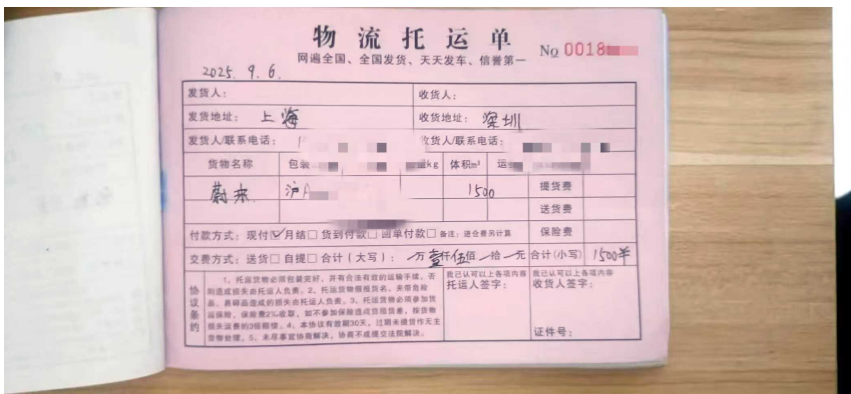 物流托运单
网遍全国、全国发货、天天发车、信誉第一
No 0018
2025. 9. 6.
发货人： 收货人：
发货地址： 上海 收货地址： 深圳
发货人/联系电话： 收货人/联系电话：
货物名称 包装 kg 体积m³ 运 提货费
蔚来 沪A 1500
送货费
付款方式：现付☑月结□ 货到付款□ 回单付款□ 备注：进仓费另计算 保险费
交费方式：送货□ 自提□ 合计（大写）： 万壹仟伍佰 拾 元 合计(小写) 1500
协议条约
1、托运货物必须包装完好，并有合法有效的运输手续，否
则造成损失由托运人负责。2、托运货物假报货名，夹带危险
品、易碎品造成的损失由托运人负责。3、托运货物必须参加货
运保险，保险费2%收取，如不参加保险造成货殒货差，按货物
损失运费的3倍赔偿。4、本协议有效期30天，过期未提货作无主
货物处理。5、未尽事宜协商解决，协商不成提交法院解决。
我已认可以上各项内容
托运人签字：
我已认可以上各项内容
收货人签字：
证件号：